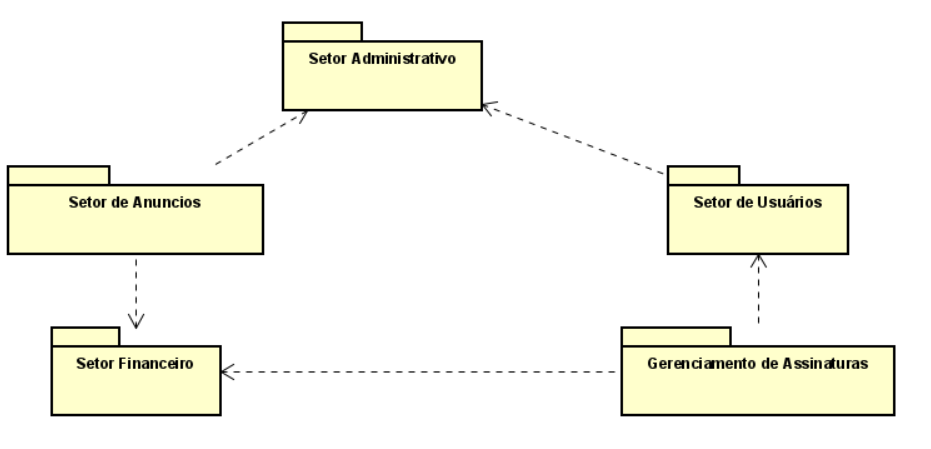 Setor Administrativo
Setor de Anuncios
Setor de Usuários
Setor Financeiro
Gerenciamento de Assinaturas